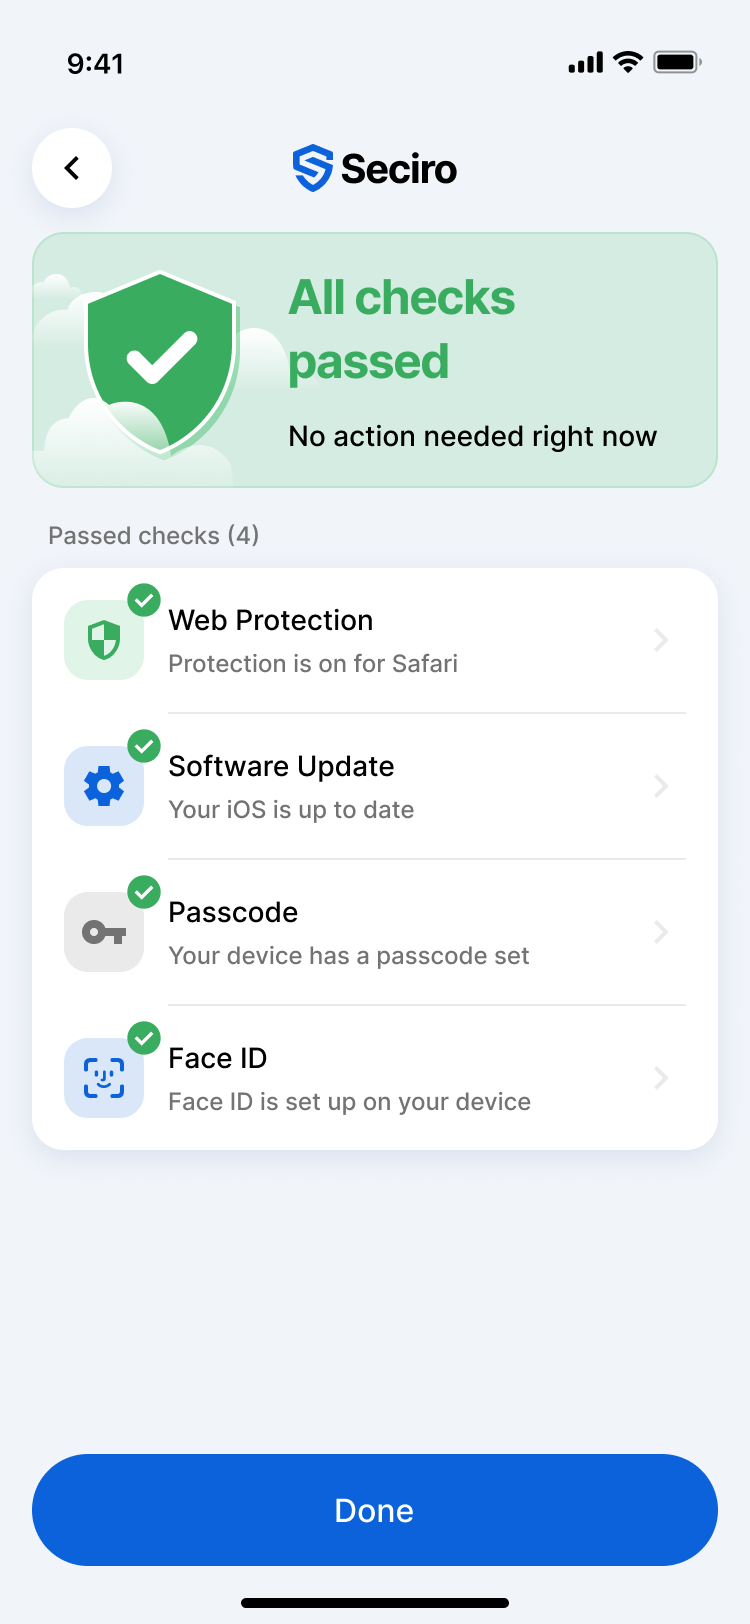 9:41
Seciro
All checks
passed
No action needed right now
Passed checks (4)
Web Protection
Protection is on for Safari
Software Update
Your iOS is up to date
Passcode
Your device has a passcode set
Face ID
Face ID is set up on your device
Done